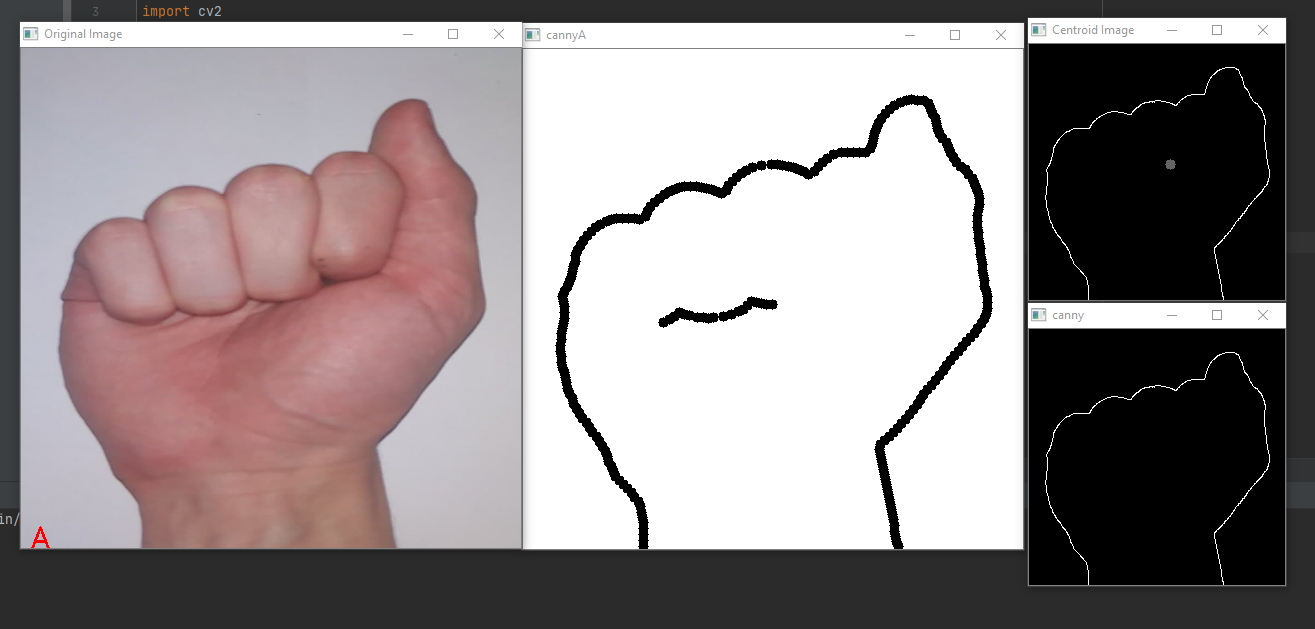 3 import cv2
Original Image
cannyA
Centroid Image
canny
in/
A